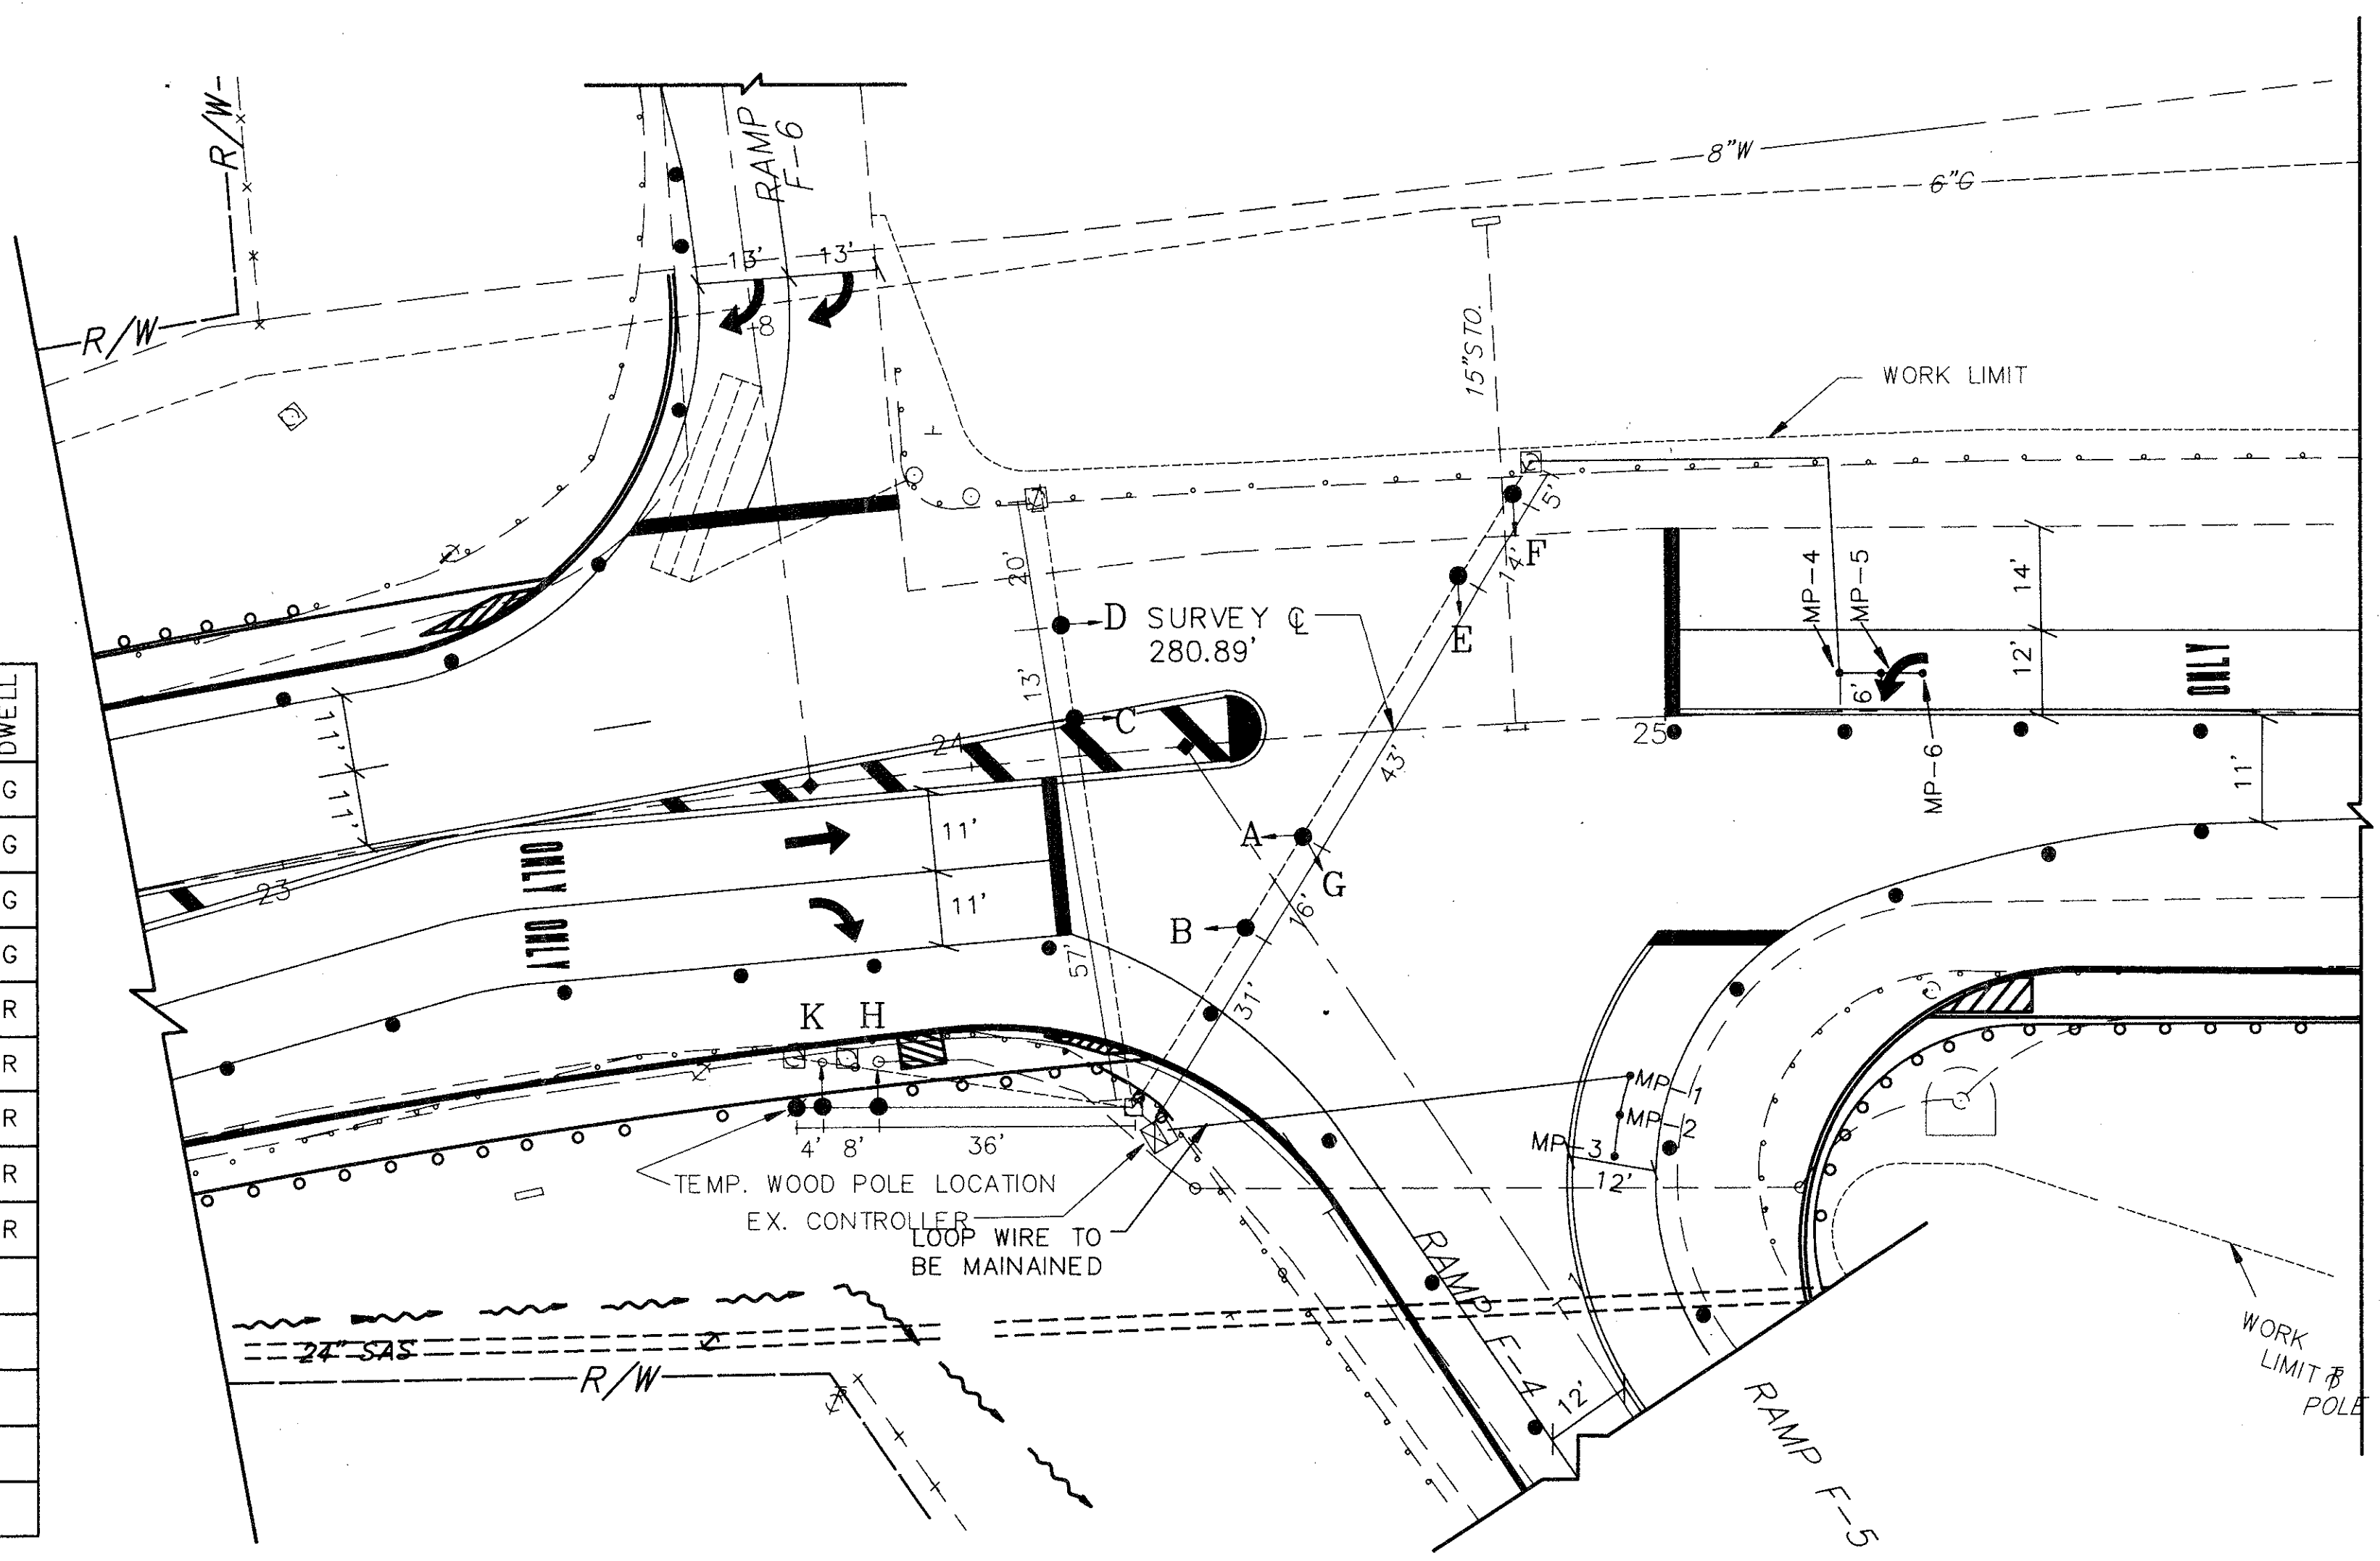 R/W
R/W
RAMP
F-6
13'
13'
8
8"W
6"G
15"STO.
WORK LIMIT
5'
F
14'
E
20'
D
SURVEY ℄
280.89'
13'
C
MP-4
MP-5
14'
12'
6'
ONLY
MP-6
25
11'
DWELL
G
G
G
G
R
R
R
R
R
11'
11'
24
23
ONLY
ONLY
11'
11'
43'
A
G
B
16'
31'
57'
K
H
4'
8'
36'
TEMP. WOOD POLE LOCATION
EX. CONTROLLER
LOOP WIRE TO
BE MAINAINED
MP-1
MP-2
MP-3
12'
RAMP F-4
12'
7
RAMP F-5
WORK
LIMIT
POLE
24" SAS
R/W